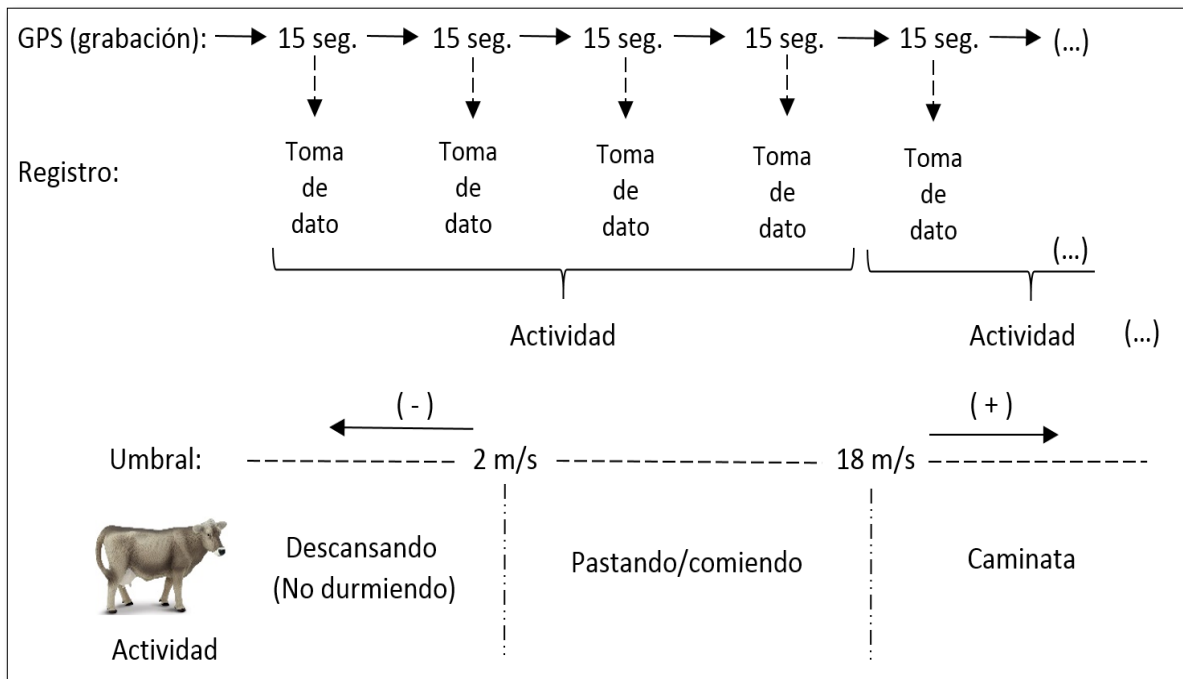 GPS (grabación): 15 seg. 15 seg. 15 seg. 15 seg. 15 seg. (...)
Registro:
Toma de dato
Toma de dato
Toma de dato
Toma de dato
Toma de dato
(...)
Actividad
Actividad
(...)
( - )
( + )
Umbral: 2 m/s 18 m/s
Descansando
(No durmiendo)
Pastando/comiendo
Caminata
Actividad